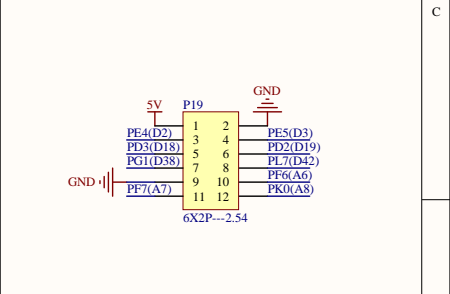 C
GND
5V
P19
1 2
PE4(D2) 3 4 PE5(D3)
PD3(D18) 5 6 PD2(D19)
PG1(D38) 7 8 PL7(D42)
GND 9 10 PF6(A6)
PF7(A7) 11 12 PK0(A8)
6X2P---2.54